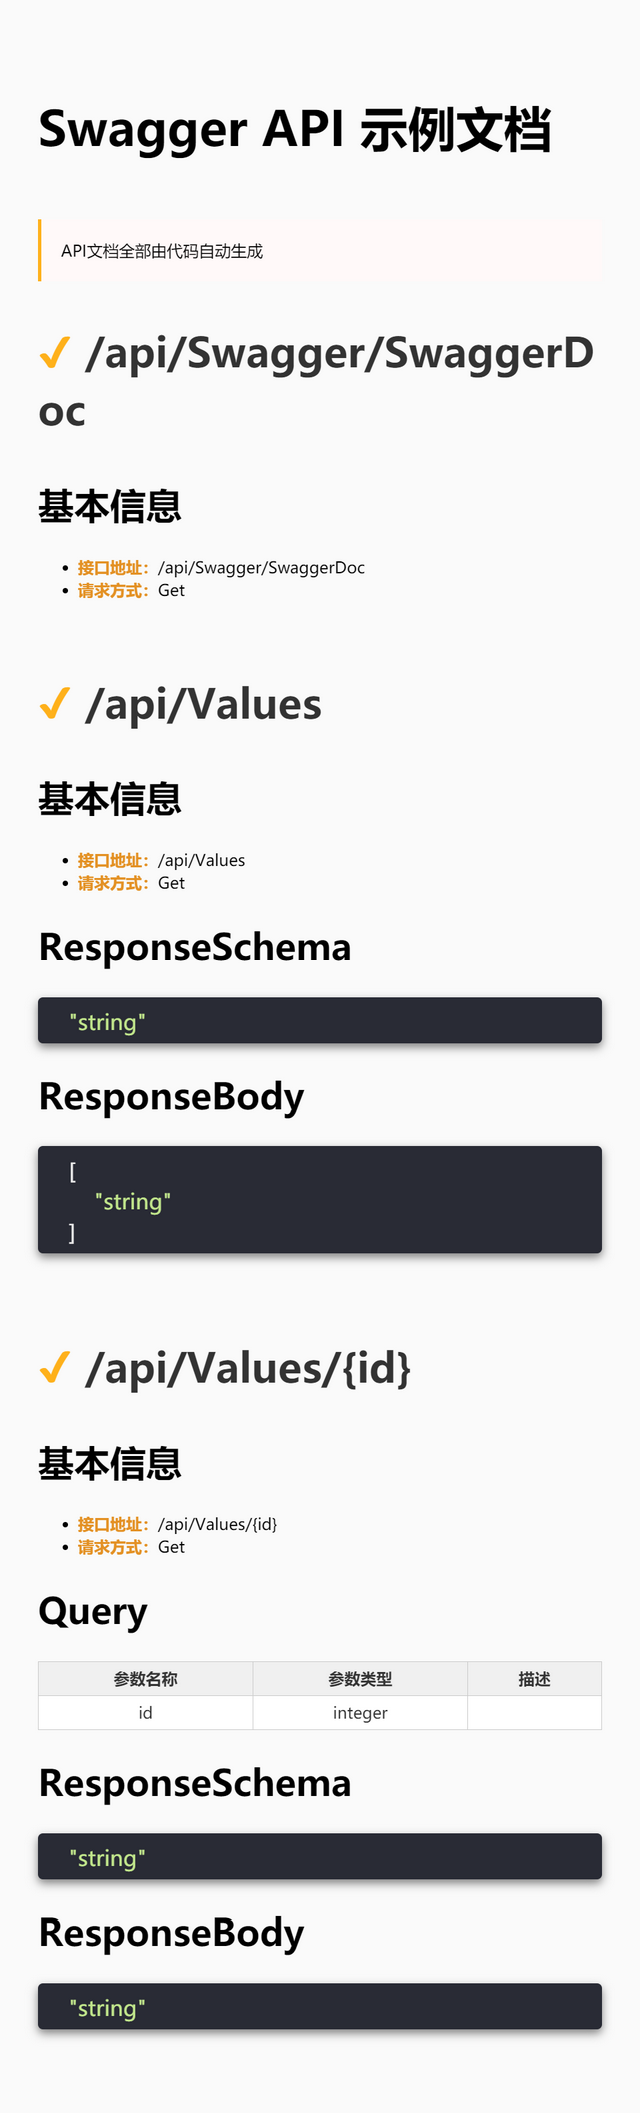 Swagger API 示例文档
API文档全部由代码自动生成
✔ /api/Swagger/SwaggerD
oc
基本信息
• 接口地址：/api/Swagger/SwaggerDoc
• 请求方式：Get
✔ /api/Values
基本信息
• 接口地址：/api/Values
• 请求方式：Get
ResponseSchema
"string"
ResponseBody
[
"string"
]
✔ /api/Values/{id}
基本信息
• 接口地址：/api/Values/{id}
• 请求方式：Get
Query
参数名称 参数类型 描述
id integer
ResponseSchema
"string"
ResponseBody
"string"